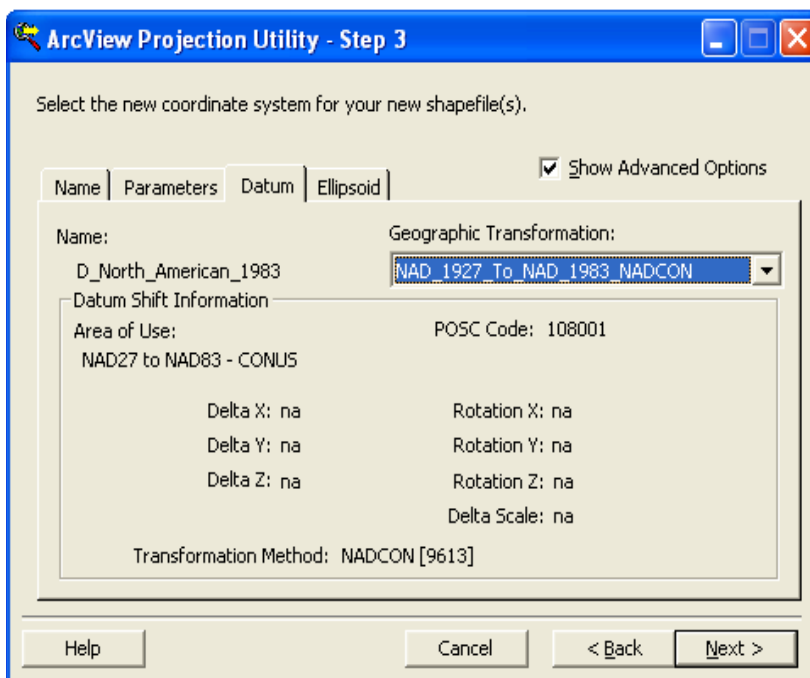 ArcView Projection Utility - Step 3
Select the new coordinate system for your new shapefile(s).
Show Advanced Options
Name Parameters Datum Ellipsoid
Name:
Geographic Transformation:
D_North_American_1983
NAD_1927_To_NAD_1983_NADCON
Datum Shift Information
Area of Use:
POSC Code: 108001
NAD27 to NAD83 - CONUS
Delta X: na
Rotation X: na
Delta Y: na
Rotation Y: na
Delta Z: na
Rotation Z: na
Delta Scale: na
Transformation Method: NADCON [9613]
Help
Cancel
< Back
Next >